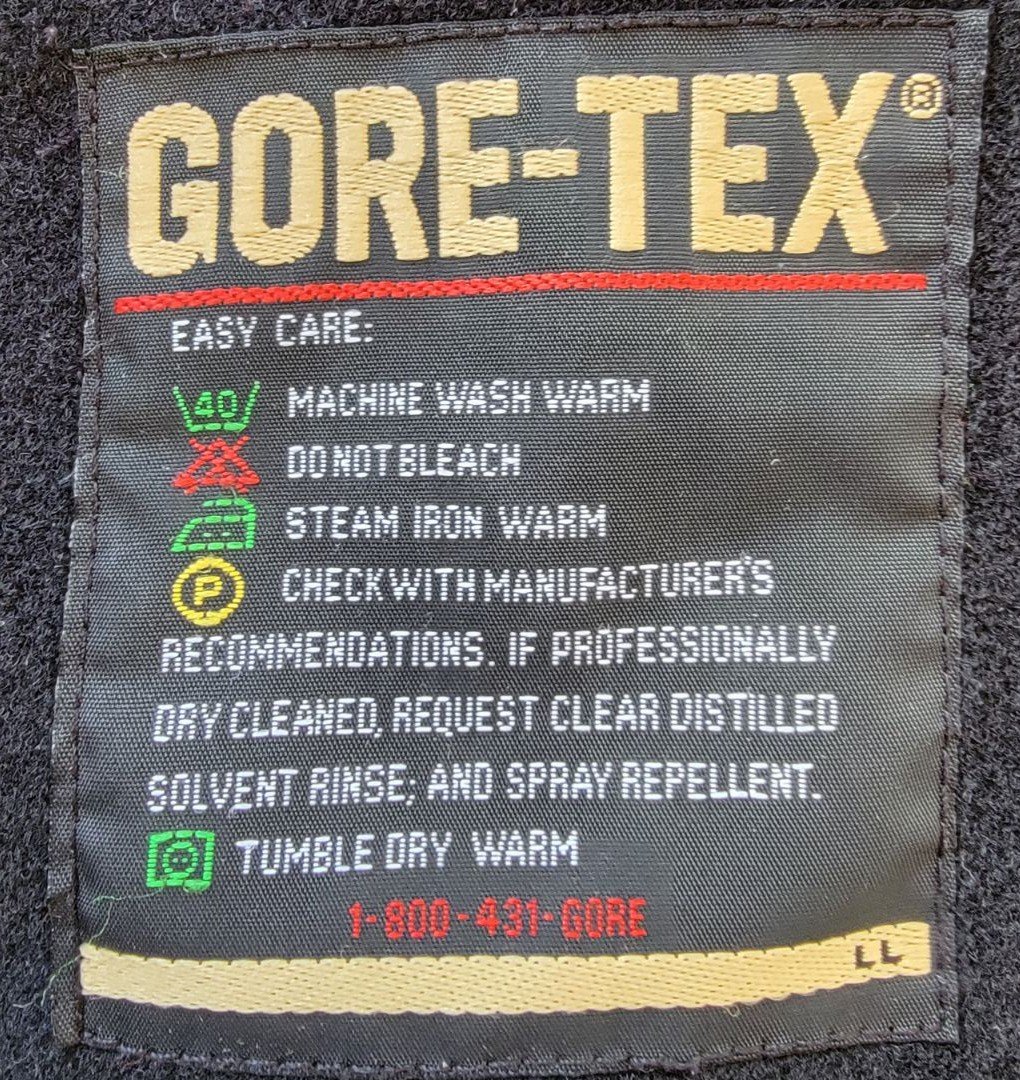 GORE-TEX®
EASY CARE:
40 MACHINE WASH WARM
DO NOT BLEACH
STEAM IRON WARM
P CHECK WITH MANUFACTURER'S
RECOMMENDATIONS. IF PROFESSIONALLY
DRY CLEANED, REQUEST CLEAR DISTILLED
SOLVENT RINSE; AND SPRAY REPELLENT.
TUMBLE DRY WARM
1-800-431-GORE
LL